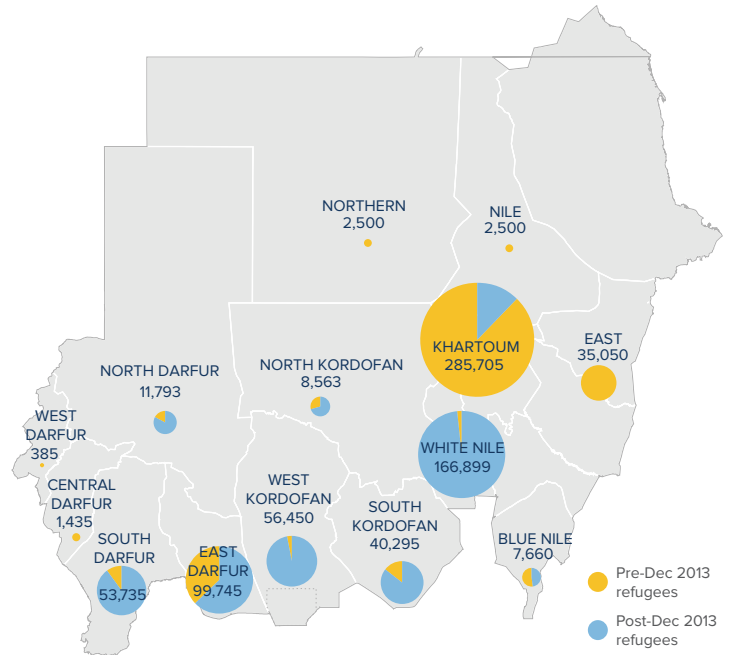 NORTHERN
2,500
NILE
2,500
KHARTOUM
285,705
EAST
35,050
NORTH DARFUR
11,793
NORTH KORDOFAN
8,563
WEST
DARFUR
385
WHITE NILE
166,899
CENTRAL
DARFUR
1,435
WEST
KORDOFAN
56,450
SOUTH
KORDOFAN
40,295
SOUTH
DARFUR
53,735
EAST
DARFUR
99,745
BLUE NILE
7,660
Pre-Dec 2013
refugees
Post-Dec 2013
refugees